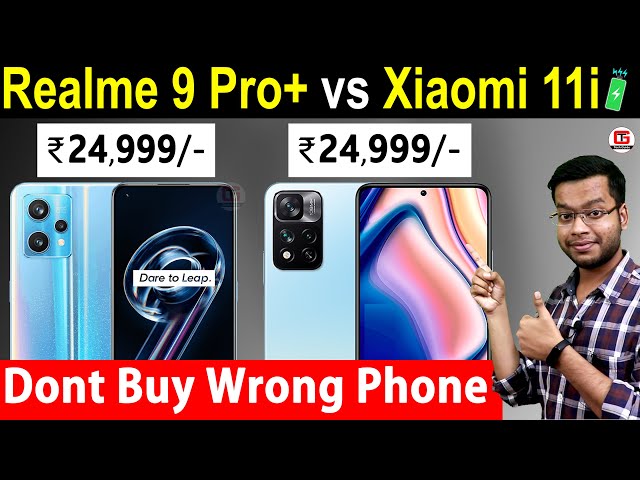 Realme 9 Pro+ vs Xiaomi 11i
₹24,999/- ₹24,999/-
Dare to Leap.
Dont Buy Wrong Phone